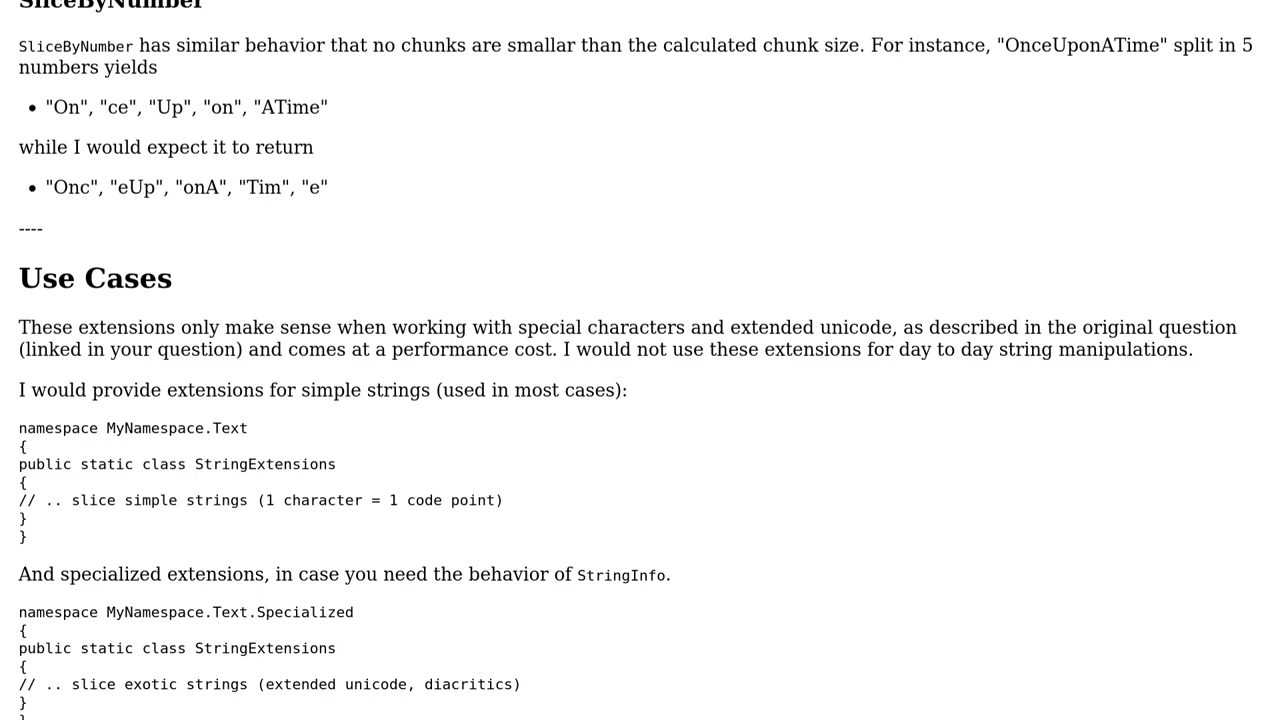 SliceByNumber
SliceByNumber has similar behavior that no chunks are smallar than the calculated chunk size. For instance, "OnceUponATime" split in 5
numbers yields
• "On", "ce", "Up", "on", "ATime"
while I would expect it to return
• "Onc", "eUp", "onA", "Tim", "e"
----
Use Cases
These extensions only make sense when working with special characters and extended unicode, as described in the original question
(linked in your question) and comes at a performance cost. I would not use these extensions for day to day string manipulations.
I would provide extensions for simple strings (used in most cases):
namespace MyNamespace.Text
{
public static class StringExtensions
{
// .. slice simple strings (1 character = 1 code point)
}
}
And specialized extensions, in case you need the behavior of StringInfo.
namespace MyNamespace.Text.Specialized
{
public static class StringExtensions
{
// .. slice exotic strings (extended unicode, diacritics)
}
}